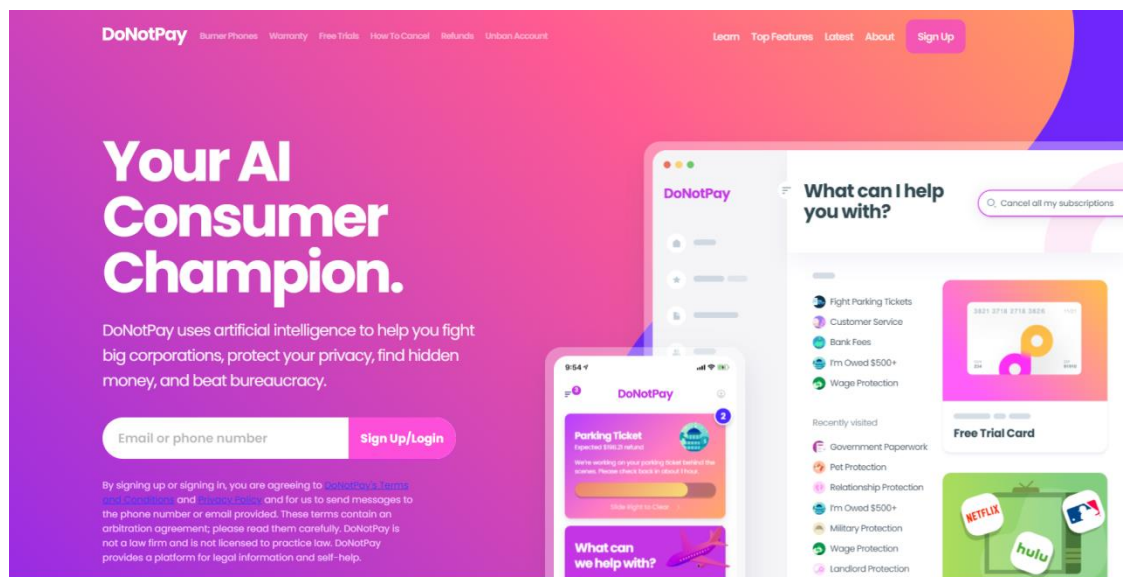 DoNotPay Burner Phones Warranty Free Trials How To Cancel Refunds Unban Account Learn Top Features Latest About Sign Up
Your AI
Consumer
Champion.
DoNotPay uses artificial intelligence to help you fight
big corporations, protect your privacy, find hidden
money, and beat bureaucracy.
Email or phone number Sign Up/Login
By signing up or signing in, you are agreeing to DoNotPay's Terms
and Conditions and Privacy Policy and for us to send messages to
the phone number or email provided. These terms contain an
arbitration agreement; please read them carefully. DoNotPay is
not a law firm and is not licensed to practice law. DoNotPay
provides a platform for legal information and self-help.
DoNotPay
What can I help
you with?
Cancel all my subscriptions
Fight Parking Tickets
Customer Service
Bank Fees
I'm Owed $500+
Wage Protection
Recently visited
Government Paperwork
Pet Protection
Relationship Protection
I'm Owed $500+
Military Protection
Wage Protection
Landlord Protection
Free Trial Card
NETFLIX
hulu
9:54
3
DoNotPay
2
Parking Ticket
Expected $196.21 refund
We're working on your parking ticket behind the
scenes. Please check back in about 1 hour.
Slide Right to Clear
What can
we help with?